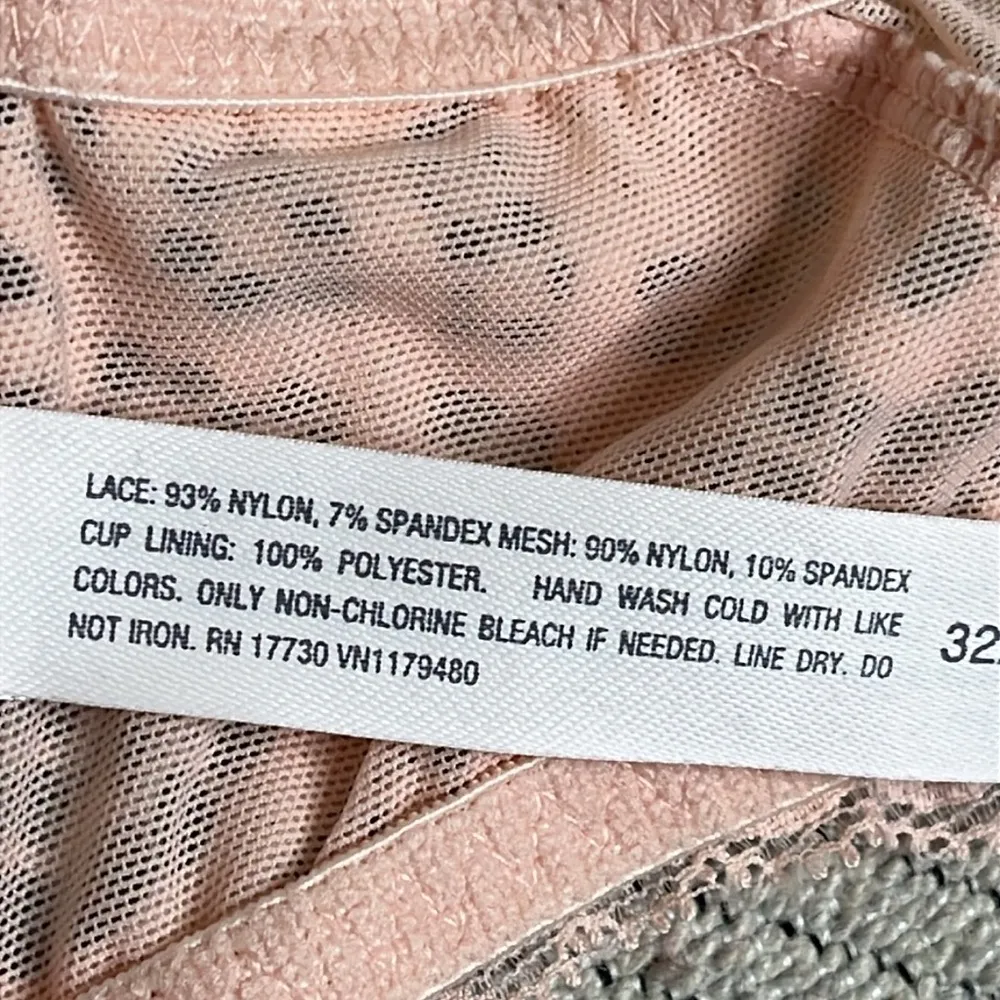 LACE: 93% NYLON, 7% SPANDEX MESH: 90% NYLON, 10% SPANDEX
CUP LINING: 100% POLYESTER. HAND WASH COLD WITH LIKE
COLORS. ONLY NON-CHLORINE BLEACH IF NEEDED. LINE DRY. DO
NOT IRON. RN 17730 VN1179480
32